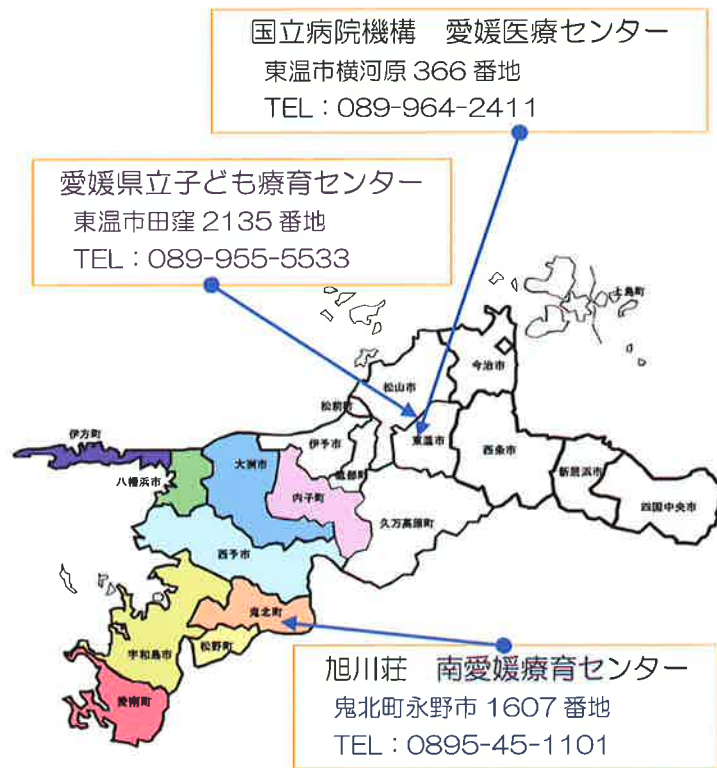 国立病院機構　愛媛医療センター
東温市横河原 366 番地
TEL：089-964-2411
愛媛県立子ども療育センター
東温市田窪 2135 番地
TEL：089-955-5533
上島町
今治市
松山市
松前町
伊方町
伊予市
東温市
西条市
大洲市
八幡浜市
砥部町
新居浜市
内子町
四国中央市
久万高原町
西予市
鬼北町
宇和島市
松野町
愛南町
旭川荘　南愛媛療育センター
鬼北町永野市 1607 番地
TEL：0895-45-1101